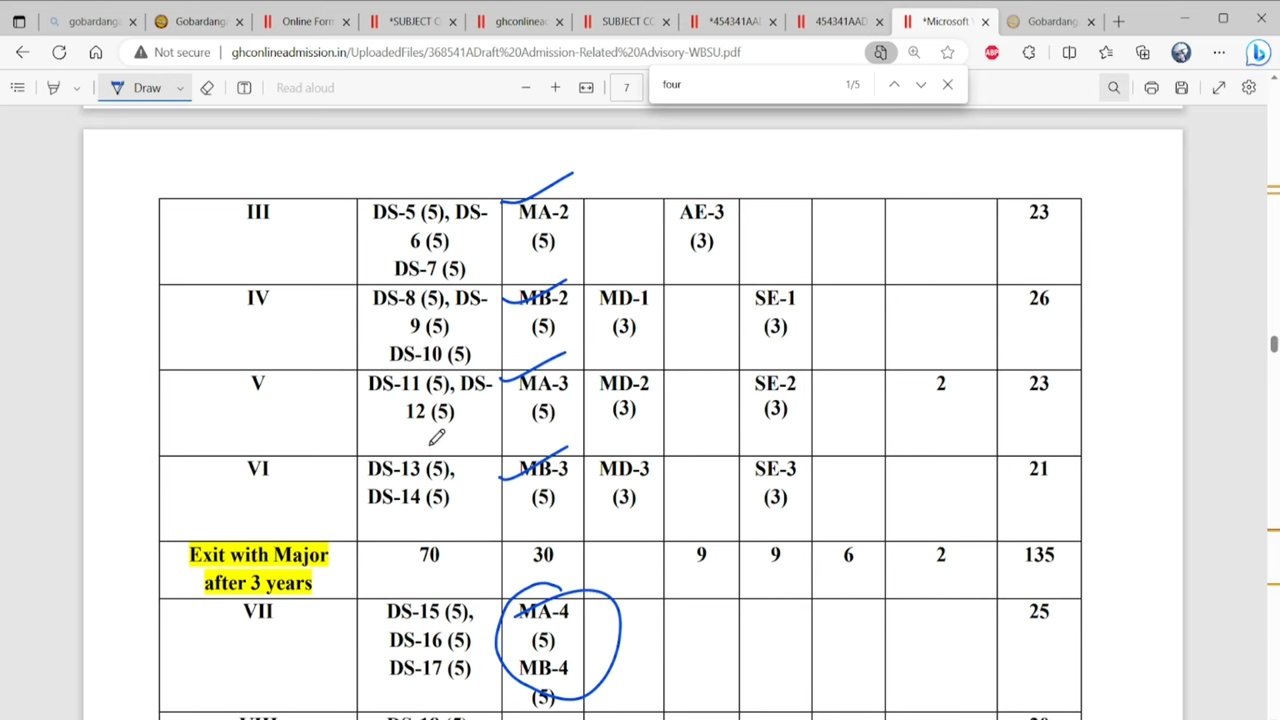 gobardang
Gobardang
Online Form
*SUBJECT C
ghconlinead
SUBJECT CO
*454341AA
454341AAD
*Microsoft V
Gobardang
Not secure
ghconlineadmission.in/UploadedFiles/368541ADraft%20Admission-Related%20Advisory-WBSU.pdf
ABP
Draw
Read aloud
7
four
1/5
III
DS-5 (5), DS-
6 (5)
DS-7 (5)
MA-2
(5)
AE-3
(3)
23
IV
DS-8 (5), DS-
9 (5)
DS-10 (5)
MB-2
(5)
MD-1
(3)
SE-1
(3)
26
V
DS-11 (5), DS-
12 (5)
MA-3
(5)
MD-2
(3)
SE-2
(3)
2
23
VI
DS-13 (5),
DS-14 (5)
MB-3
(5)
MD-3
(3)
SE-3
(3)
21
Exit with Major
after 3 years
70
30
9
9
6
2
135
VII
DS-15 (5),
DS-16 (5)
DS-17 (5)
MA-4
(5)
MB-4
(5)
25